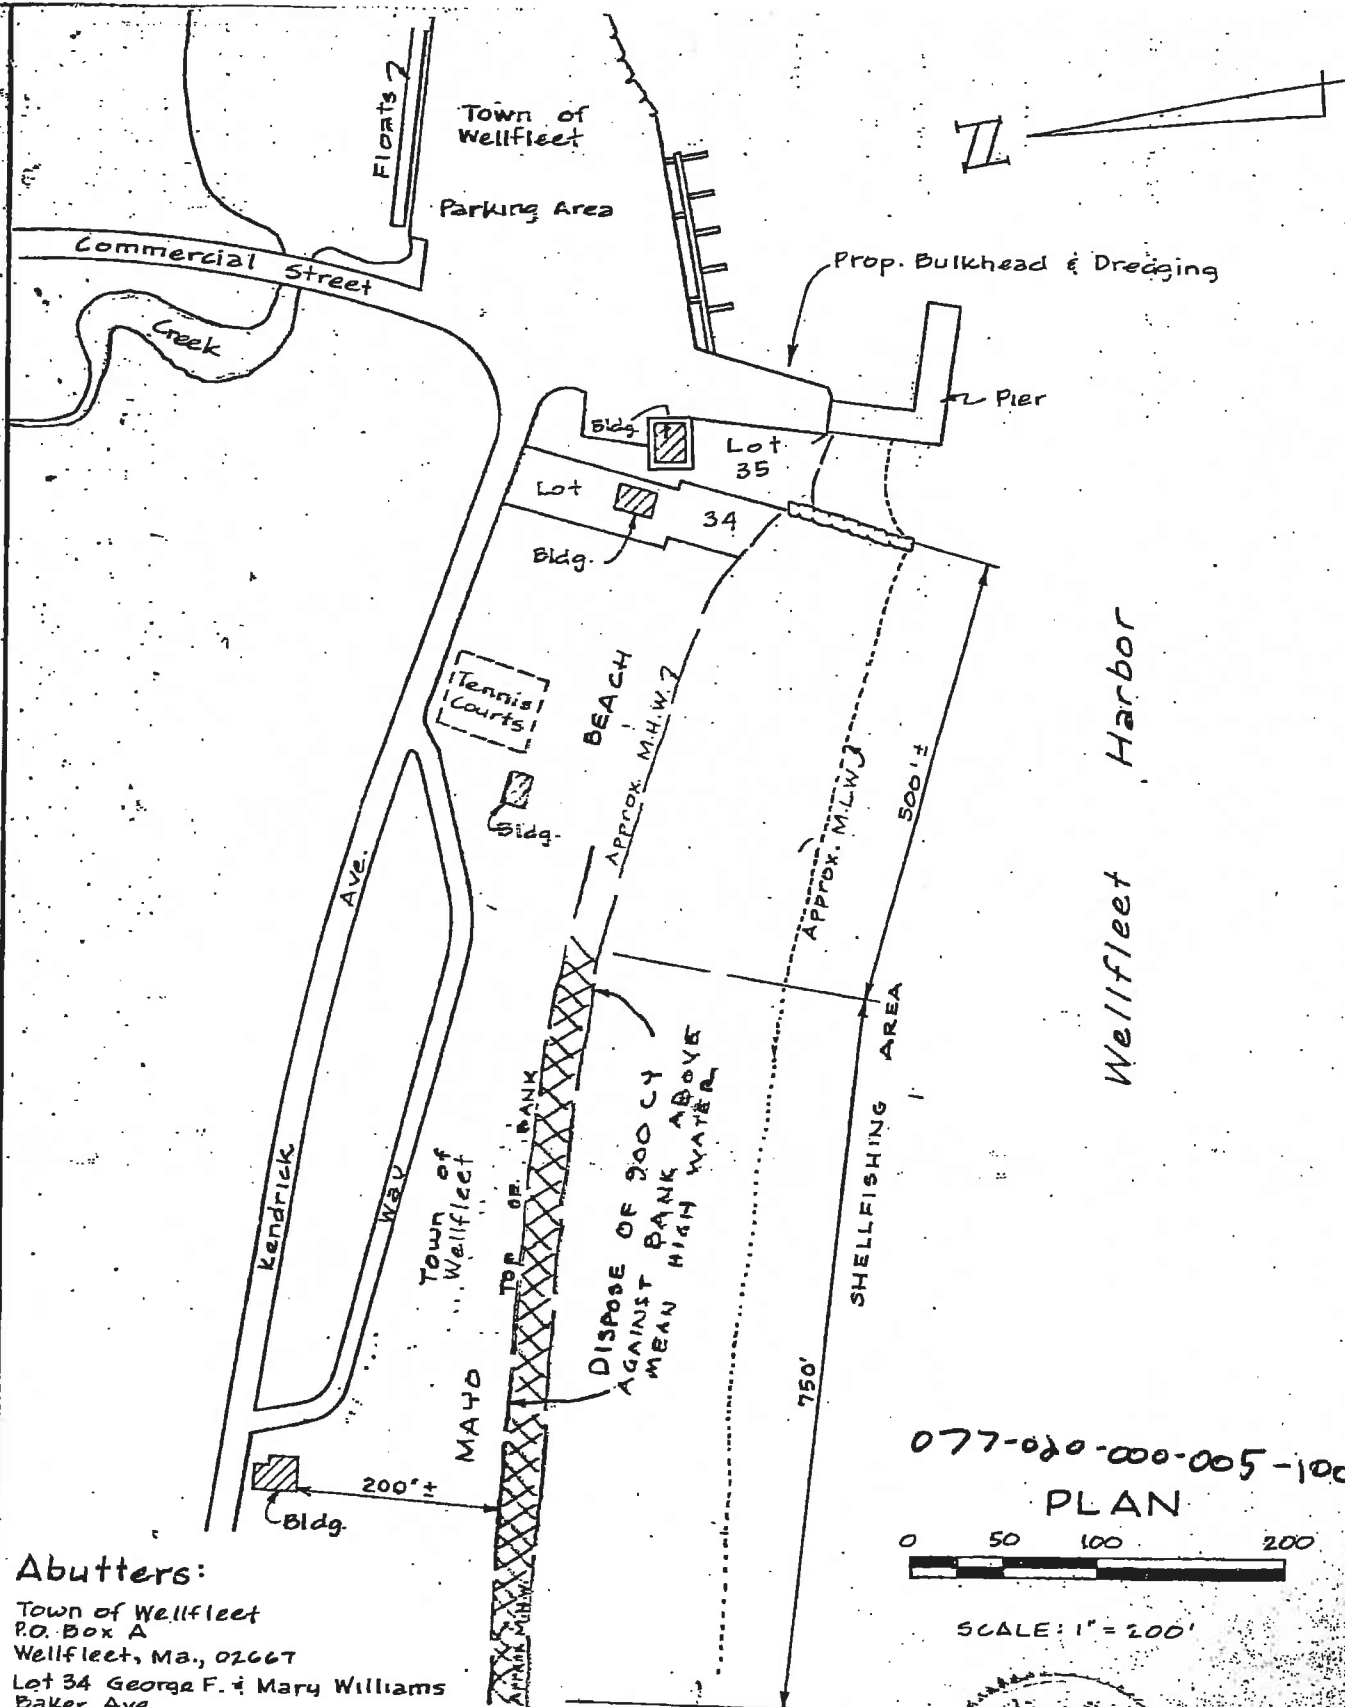 Floats
Town of
Wellfleet
Parking Area
N
Commercial Street
Creek
Prop. Bulkhead & Dredging
Pier
Bldg
Lot
35
Lot
34
Bldg.
Tennis
Courts
Bldg.
BEACH
Approx. M.H.W.
Approx. M.L.W.
500'±
Wellfleet Harbor
Kendrick Ave.
Way
Town of
Wellfleet
MAYO
TOP OF BANK
DISPOSE OF 900 CY
AGAINST BANK ABOVE
MEAN HIGH WATER
SHELLFISHING AREA
750'
200'±
Bldg.
Approx. M.H.W.
077-020-000-005-100
PLAN
0 50 100 200
SCALE: 1" = 200'
Abutters:
Town of Wellfleet
P.O. Box A
Wellfleet, Ma., 02667
Lot 34 George F. & Mary Williams
Baker Ave